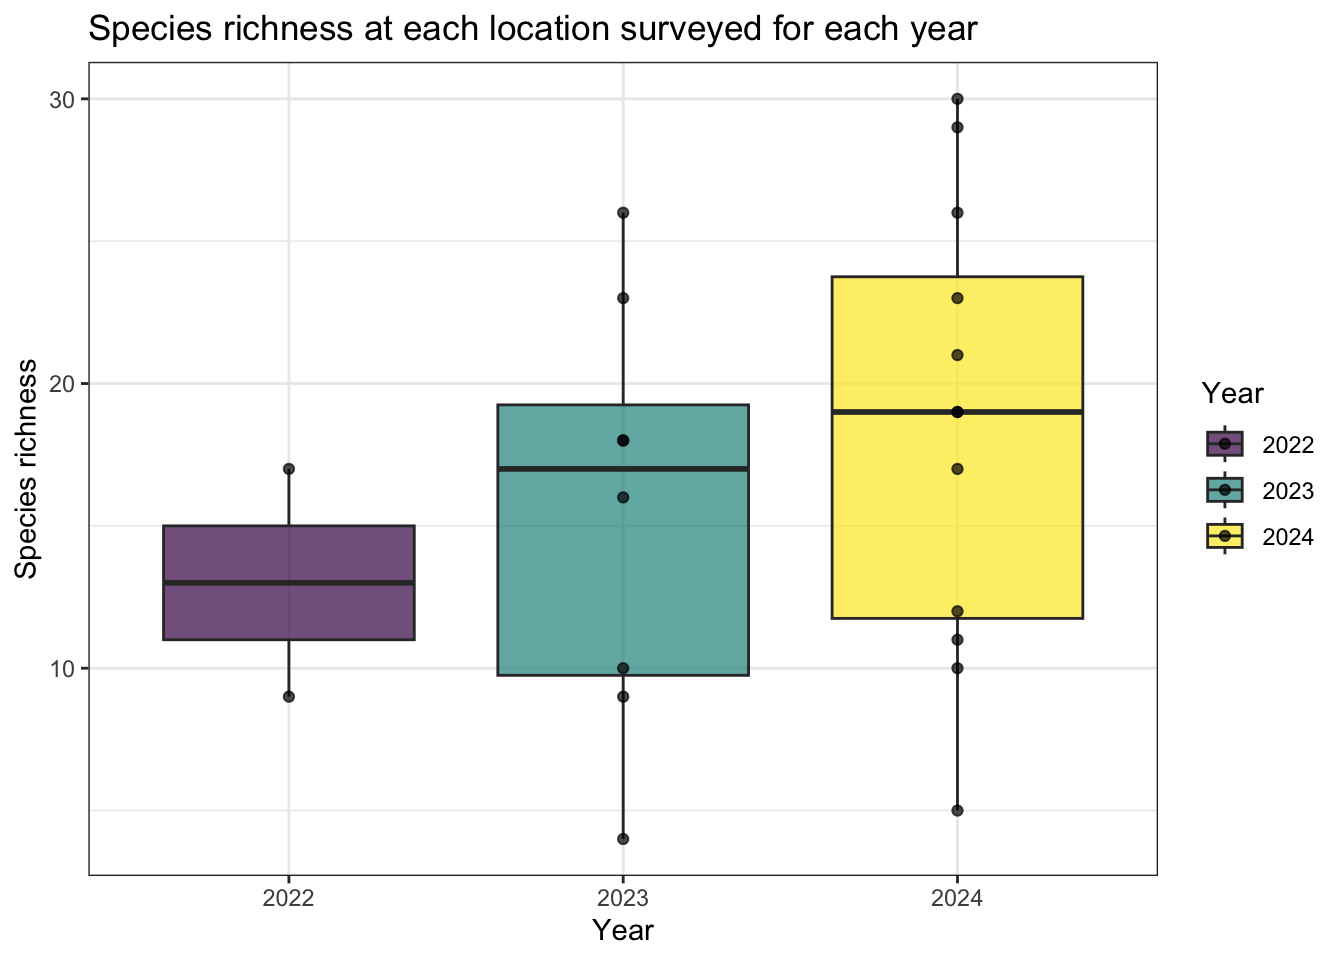 Species richness at each location surveyed for each year
30
20
10
Species richness
2022
2023
2024
Year
Year
2022
2023
2024